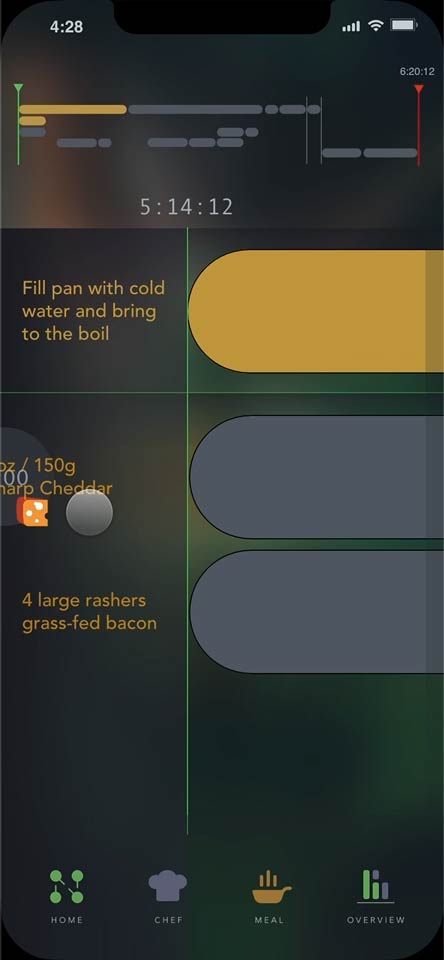 4:28
6:20:12
5:14:12
Fill pan with cold
water and bring
to the boil
oz / 150g
00
harp Cheddar
4 large rashers
grass-fed bacon
HOME
CHEF
MEAL
OVERVIEW